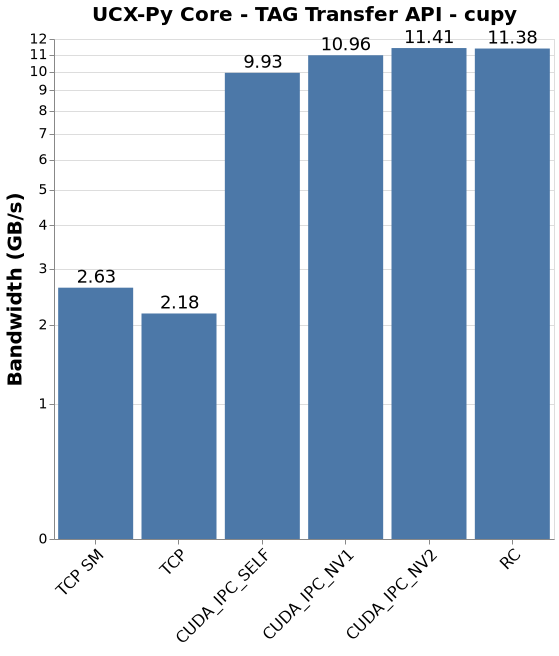 UCX-Py Core - TAG Transfer API - cupy
Bandwidth (GB/s)
12
11
10
9
8
7
6
5
4
3
2
1
0
2.63
2.18
9.93
10.96
11.41
11.38
TCP SM
TCP
CUDA_IPC_SELF
CUDA_IPC_NV1
CUDA_IPC_NV2
RC